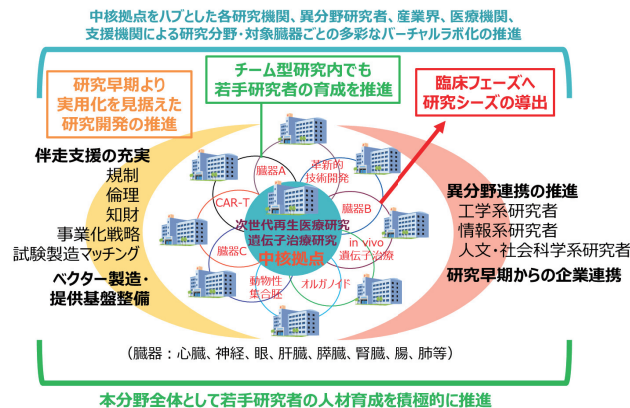 中核拠点をハブとした各研究機関、異分野研究者、産業界、医療機関、
支援機関による研究分野・対象臓器ごとの多彩なバーチャルラボ化の推進
研究早期より
実用化を見据えた
研究開発の推進
チーム型研究内でも
若手研究者の育成を推進
臨床フェーズへ
研究シーズの導出
伴走支援の充実
規制
倫理
知財
事業化戦略
試験製造マッチング
ベクター製造・
提供基盤整備
臓器A
革新的
技術開発
CAR-T
臓器B
次世代再生医療研究
遺伝子治療研究
中核拠点
臓器C
in vivo
遺伝子治療
動物性
集合胚
オルガノイド
異分野連携の推進
工学系研究者
情報系研究者
人文・社会科学系研究者
研究早期からの企業連携
（臓器：心臓、神経、眼、肝臓、膵臓、腎臓、腸、肺等）
本分野全体として若手研究者の人材育成を積極的に推進